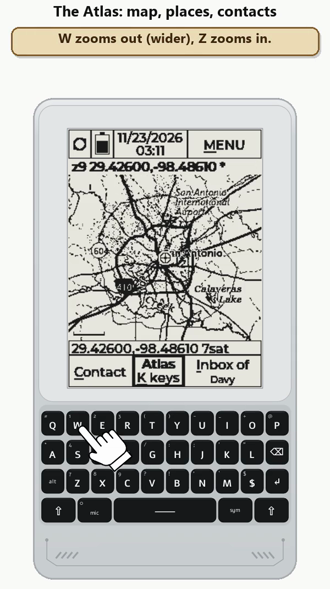 The Atlas: map, places, contacts
W zooms out (wider), Z zooms in.
11/23/2026
03:11
MENU
z9 29.42600,-98.48610 *
San Antonio
International
Airport
1604
410
Calaveras
Lake
29.42600,-98.48610 7sat
Contact
Atlas
K keys
Inbox of
Davy
Q W E R T Y U I O P
A S G H J K L
alt Z X C V B N M $
mic
sym